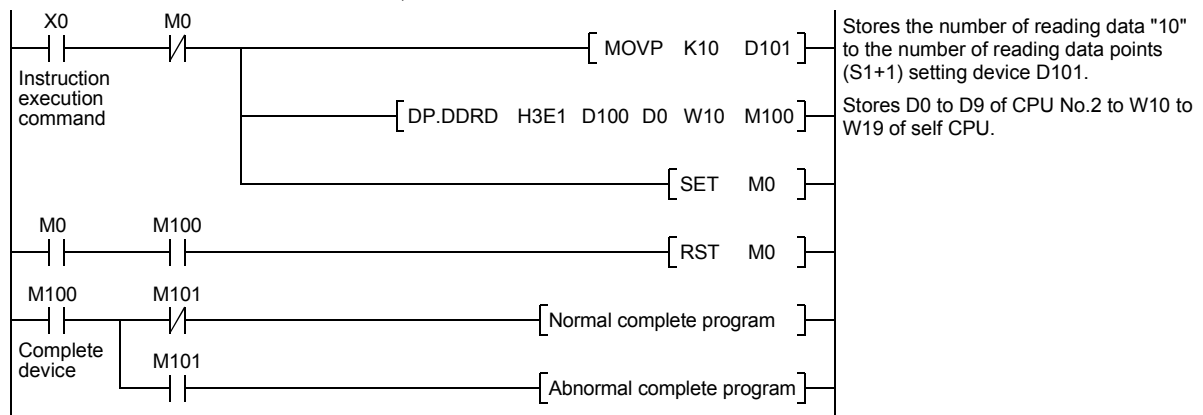 X0 M0
MOVP K10 D101
Stores the number of reading data "10"
to the number of reading data points
(S1+1) setting device D101.
Instruction
execution
command
DP.DDRD H3E1 D100 D0 W10 M100
Stores D0 to D9 of CPU No.2 to W10 to
W19 of self CPU.
SET M0
M0 M100
RST M0
M100 M101
Normal complete program
Complete
device
M101
Abnormal complete program